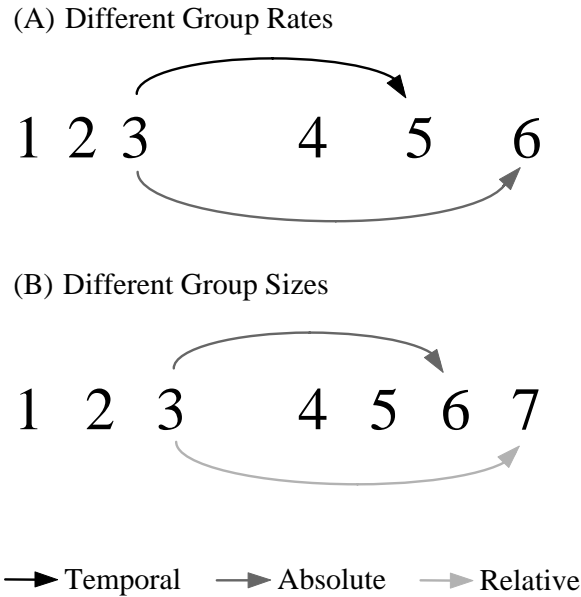 (A) Different Group Rates
1 2 3 4 5 6
(B) Different Group Sizes
1 2 3 4 5 6 7
Temporal Absolute Relative